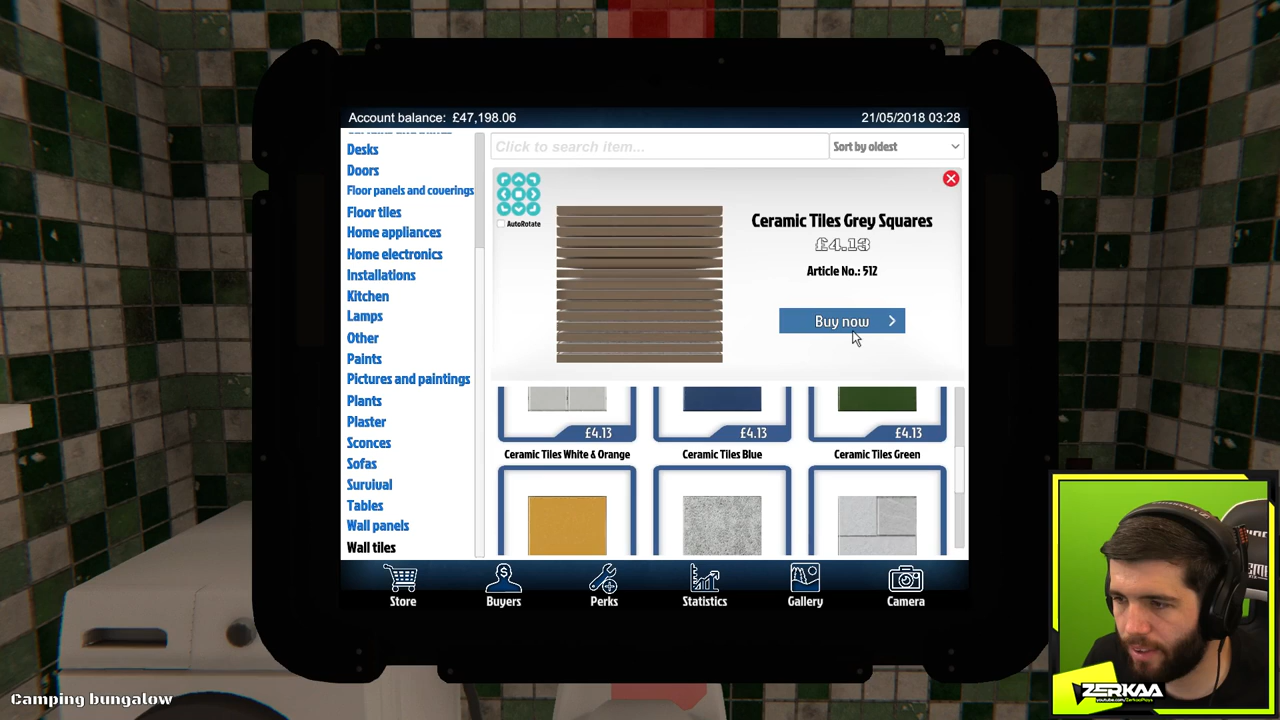 Account balance: £47,198.06
21/05/2018 03:28
Desks
Doors
Floor panels and coverings
Floor tiles
Home appliances
Home electronics
Installations
Kitchen
Lamps
Other
Paints
Pictures and paintings
Plants
Plaster
Sconces
Sofas
Survival
Tables
Wall panels
Wall tiles
Click to search item...
Sort by oldest
AutoRotate
Ceramic Tiles Grey Squares
£4.13
Article No.: 512
Buy now
£4.13
£4.13
£4.13
Ceramic Tiles White & Orange
Ceramic Tiles Blue
Ceramic Tiles Green
Store
Buyers
Perks
Statistics
Gallery
Camera
Camping bungalow
ZERKAA